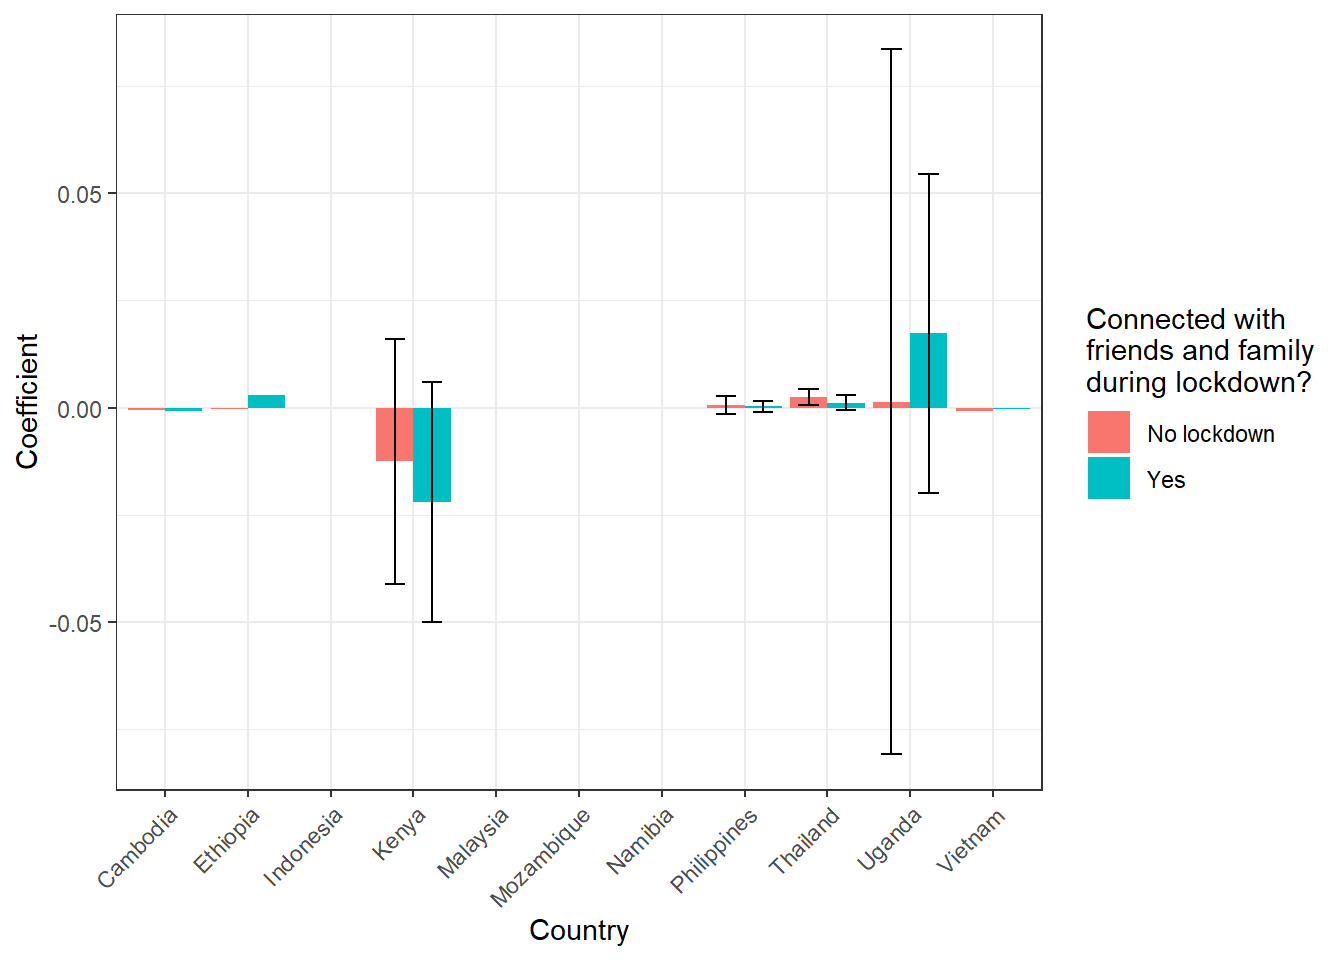 0.05
0.00
-0.05
Coefficient
Cambodia
Ethiopia
Indonesia
Kenya
Malaysia
Mozambique
Namibia
Philippines
Thailand
Uganda
Vietnam
Country
Connected with
friends and family
during lockdown?
No lockdown
Yes